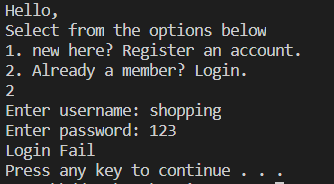 Hello,
Select from the options below
1. new here? Register an account.
2. Already a member? Login.
2
Enter username: shopping
Enter password: 123
Login Fail
Press any key to continue . . .